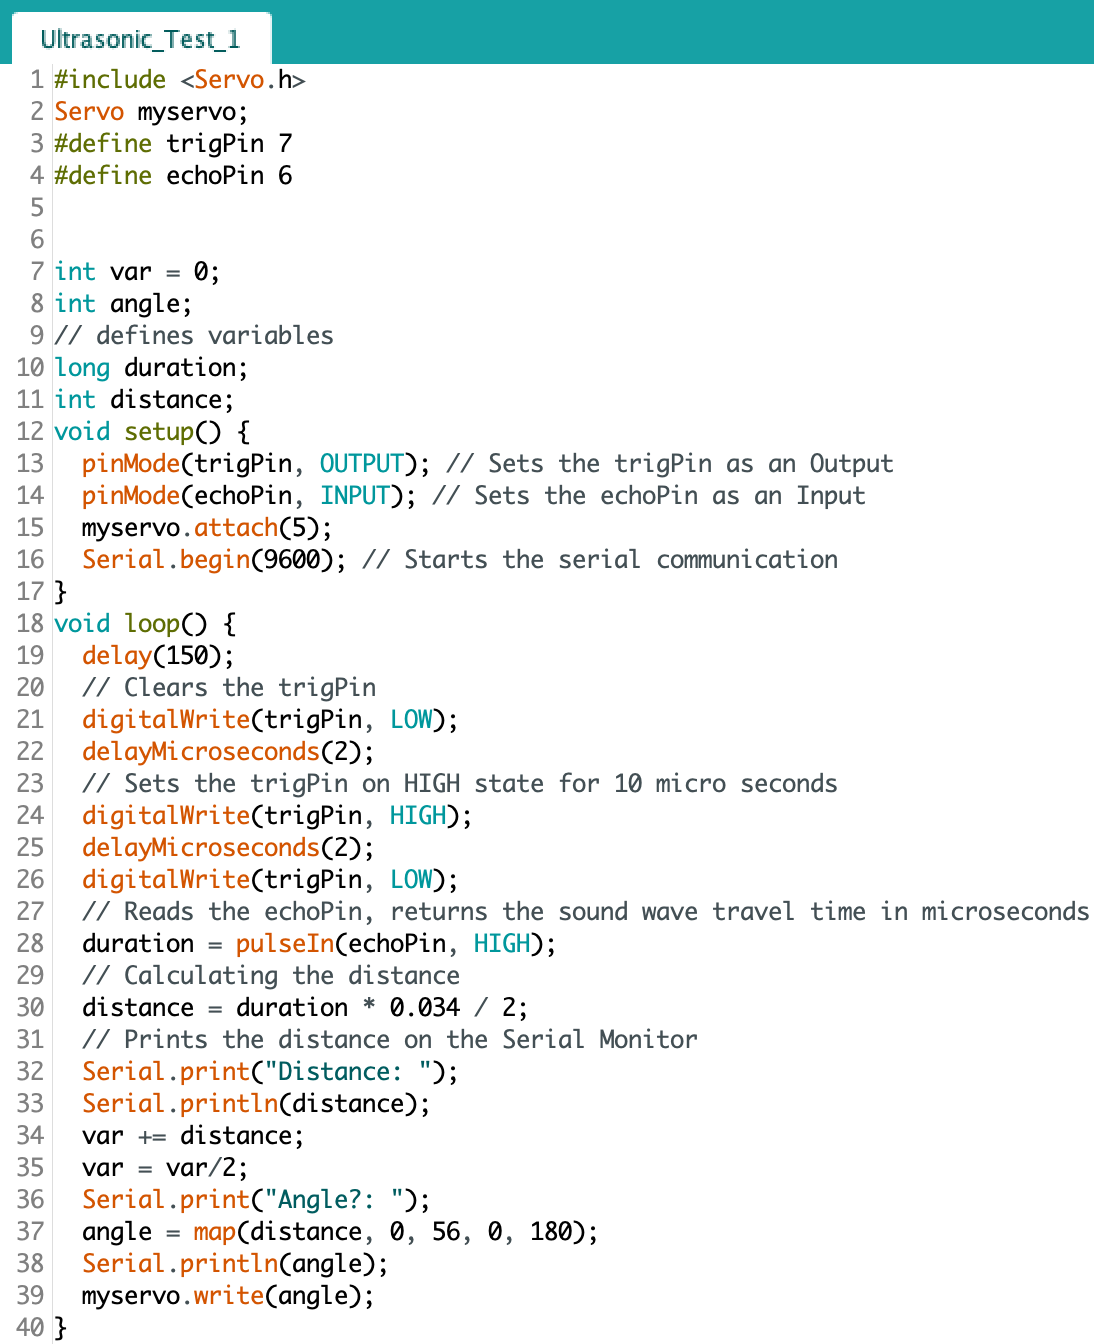 Ultrasonic_Test_1
1 #include <Servo.h>
2 Servo myservo;
3 #define trigPin 7
4 #define echoPin 6
5
6
7 int var = 0;
8 int angle;
9 // defines variables
10 long duration;
11 int distance;
12 void setup() {
13   pinMode(trigPin, OUTPUT); // Sets the trigPin as an Output
14   pinMode(echoPin, INPUT); // Sets the echoPin as an Input
15   myservo.attach(5);
16   Serial.begin(9600); // Starts the serial communication
17 }
18 void loop() {
19   delay(150);
20   // Clears the trigPin
21   digitalWrite(trigPin, LOW);
22   delayMicroseconds(2);
23   // Sets the trigPin on HIGH state for 10 micro seconds
24   digitalWrite(trigPin, HIGH);
25   delayMicroseconds(2);
26   digitalWrite(trigPin, LOW);
27   // Reads the echoPin, returns the sound wave travel time in microseconds
28   duration = pulseIn(echoPin, HIGH);
29   // Calculating the distance
30   distance = duration * 0.034 / 2;
31   // Prints the distance on the Serial Monitor
32   Serial.print("Distance: ");
33   Serial.println(distance);
34   var += distance;
35   var = var/2;
36   Serial.print("Angle?: ");
37   angle = map(distance, 0, 56, 0, 180);
38   Serial.println(angle);
39   myservo.write(angle);
40 }